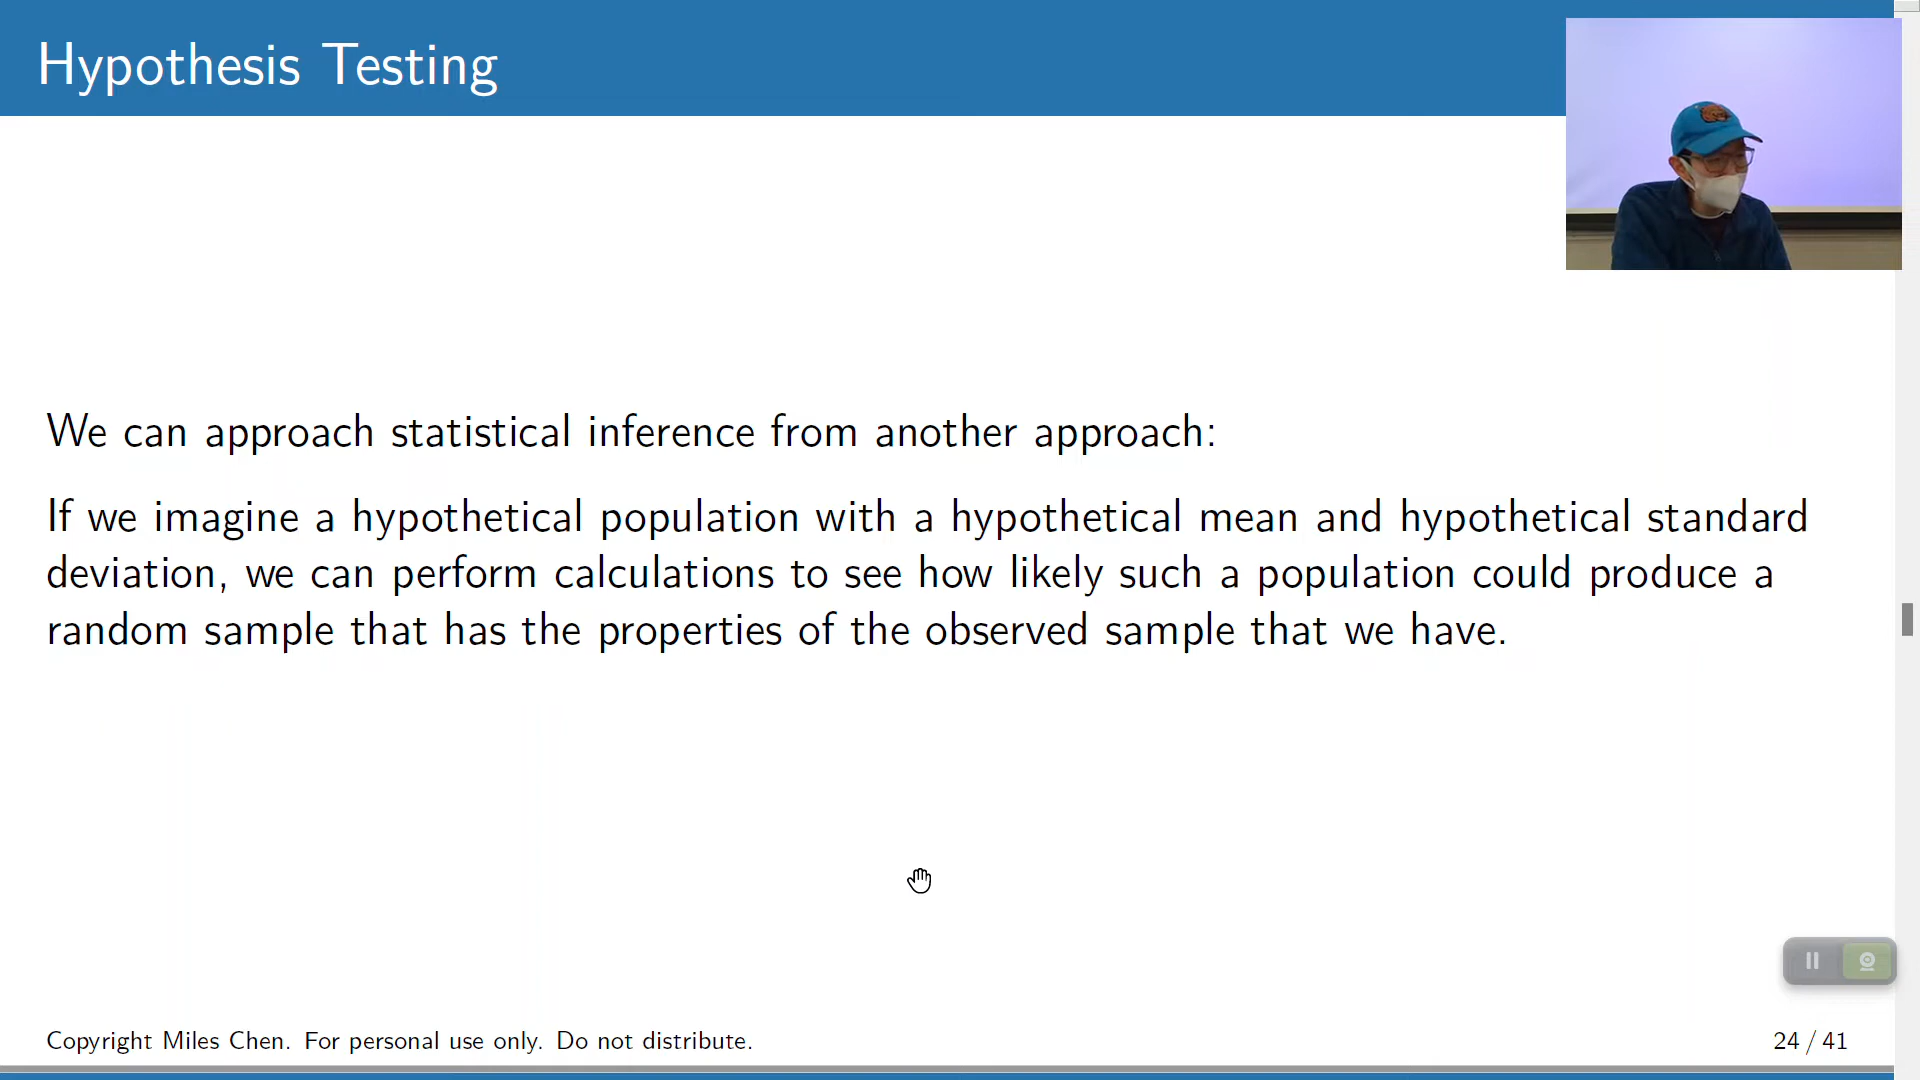 Hypothesis Testing
We can approach statistical inference from another approach:
If we imagine a hypothetical population with a hypothetical mean and hypothetical standard
deviation, we can perform calculations to see how likely such a population could produce a
random sample that has the properties of the observed sample that we have.
Copyright Miles Chen. For personal use only. Do not distribute.
24 / 41